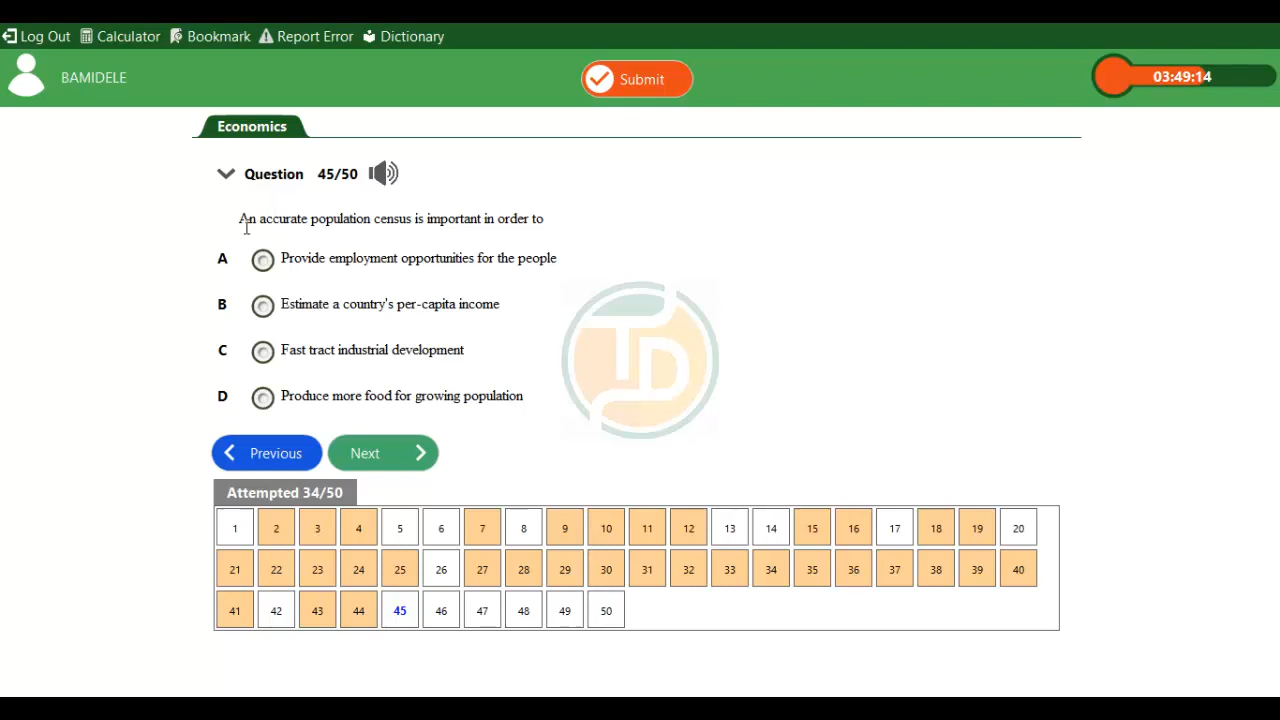 Log Out Calculator Bookmark Report Error Dictionary
BAMIDELE
Submit
03:49:14
Economics
Question 45/50
An accurate population census is important in order to
A Provide employment opportunities for the people
B Estimate a country's per-capita income
C Fast tract industrial development
D Produce more food for growing population
TD
Previous Next
Attempted 34/50
1 2 3 4 5 6 7 8 9 10 11 12 13 14 15 16 17 18 19 20
21 22 23 24 25 26 27 28 29 30 31 32 33 34 35 36 37 38 39 40
41 42 43 44 45 46 47 48 49 50